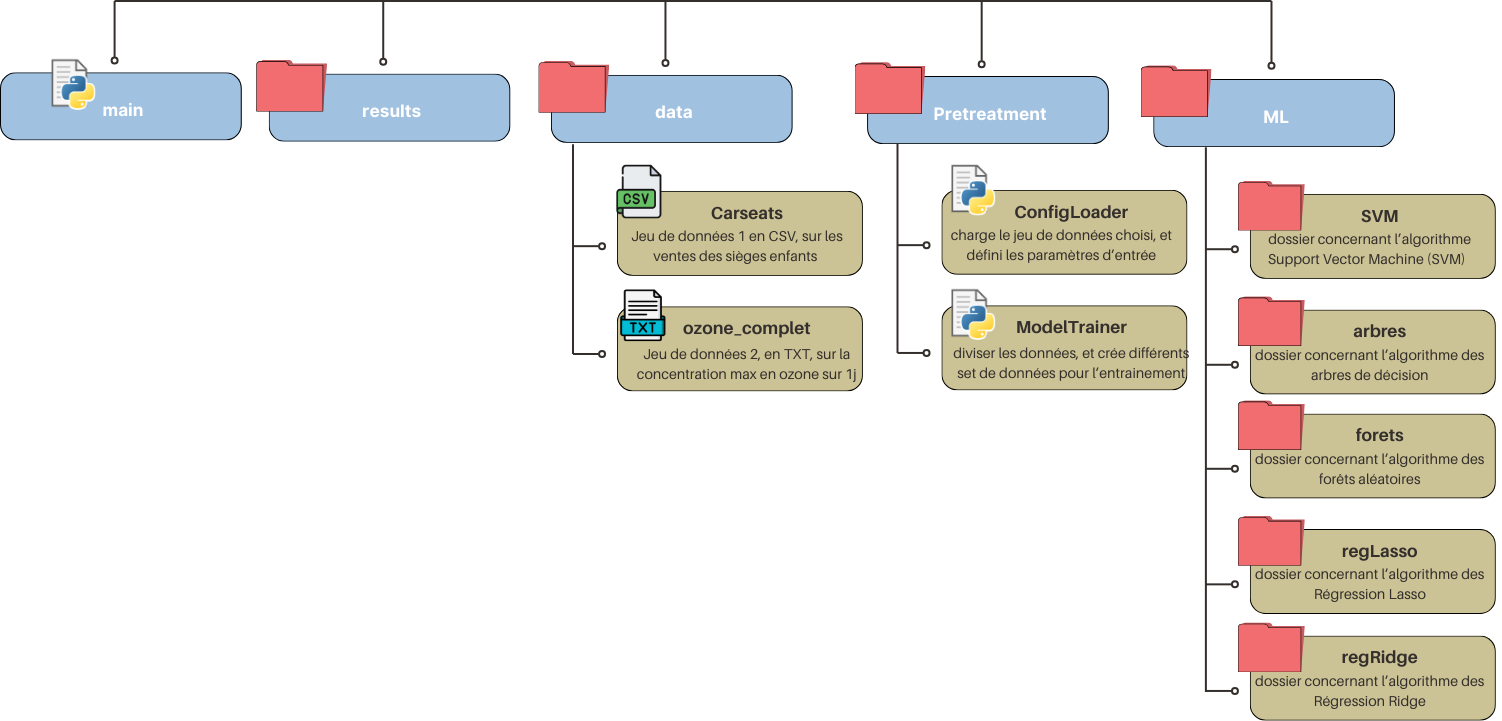 main
results
data
Pretreatment
ML
CSV
Carseats
Jeu de données 1 en CSV, sur les
ventes des sièges enfants
TXT
ozone_complet
Jeu de données 2, en TXT, sur la
concentration max en ozone sur 1j
ConfigLoader
charge le jeu de données choisi, et
défini les paramètres d’entrée
ModelTrainer
diviser les données, et crée différents
set de données pour l’entrainement
SVM
dossier concernant l’algorithme
Support Vector Machine (SVM)
arbres
dossier concernant l’algorithme des
arbres de décision
forets
dossier concernant l’algorithme des
forêts aléatoires
regLasso
dossier concernant l’algorithme des
Régression Lasso
regRidge
dossier concernant l’algorithme des
Régression Ridge